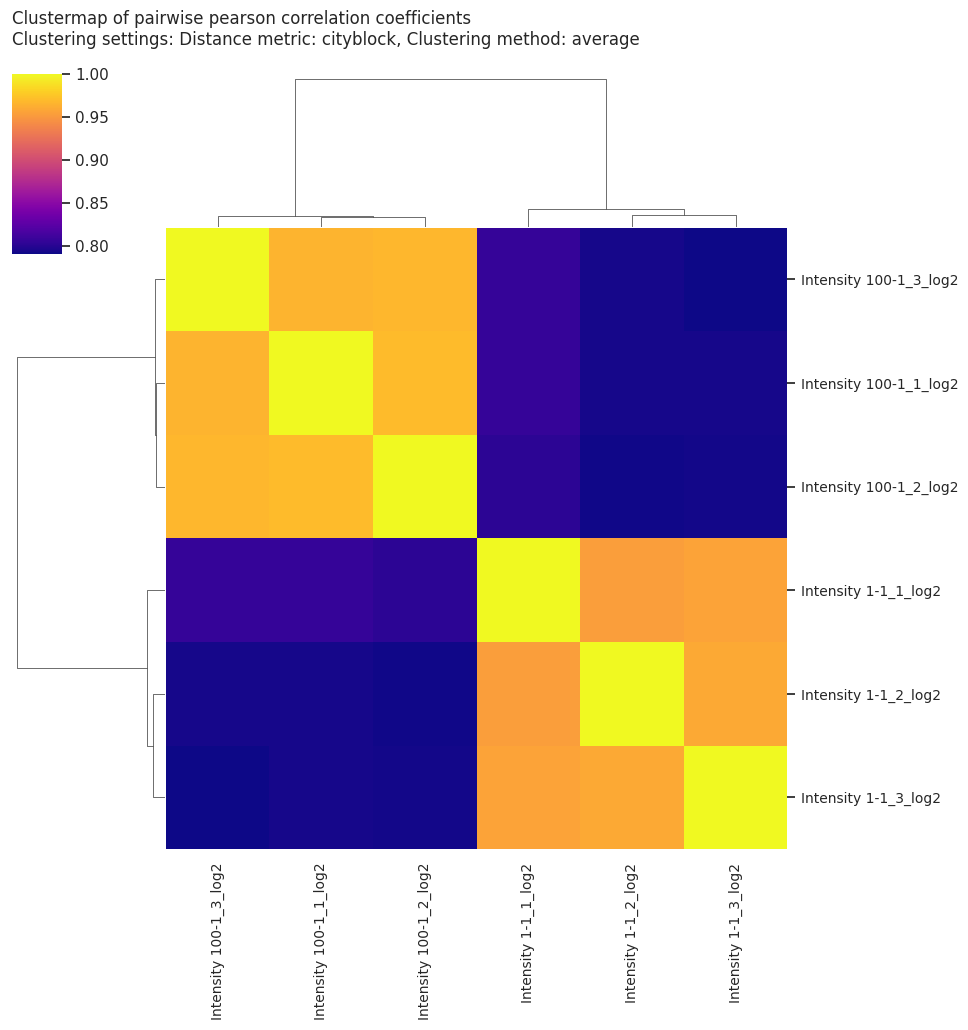 Clustermap of pairwise pearson correlation coefficients
Clustering settings: Distance metric: cityblock, Clustering method: average
1.00
0.95
0.90
0.85
0.80
Intensity 100-1_3_log2
Intensity 100-1_1_log2
Intensity 100-1_2_log2
Intensity 1-1_1_log2
Intensity 1-1_2_log2
Intensity 1-1_3_log2
Intensity 100-1_3_log2
Intensity 100-1_1_log2
Intensity 100-1_2_log2
Intensity 1-1_1_log2
Intensity 1-1_2_log2
Intensity 1-1_3_log2